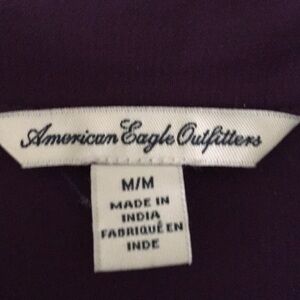 American Eagle Outfitters
M/M
MADE IN
INDIA
FABRIQUÉ EN
INDE